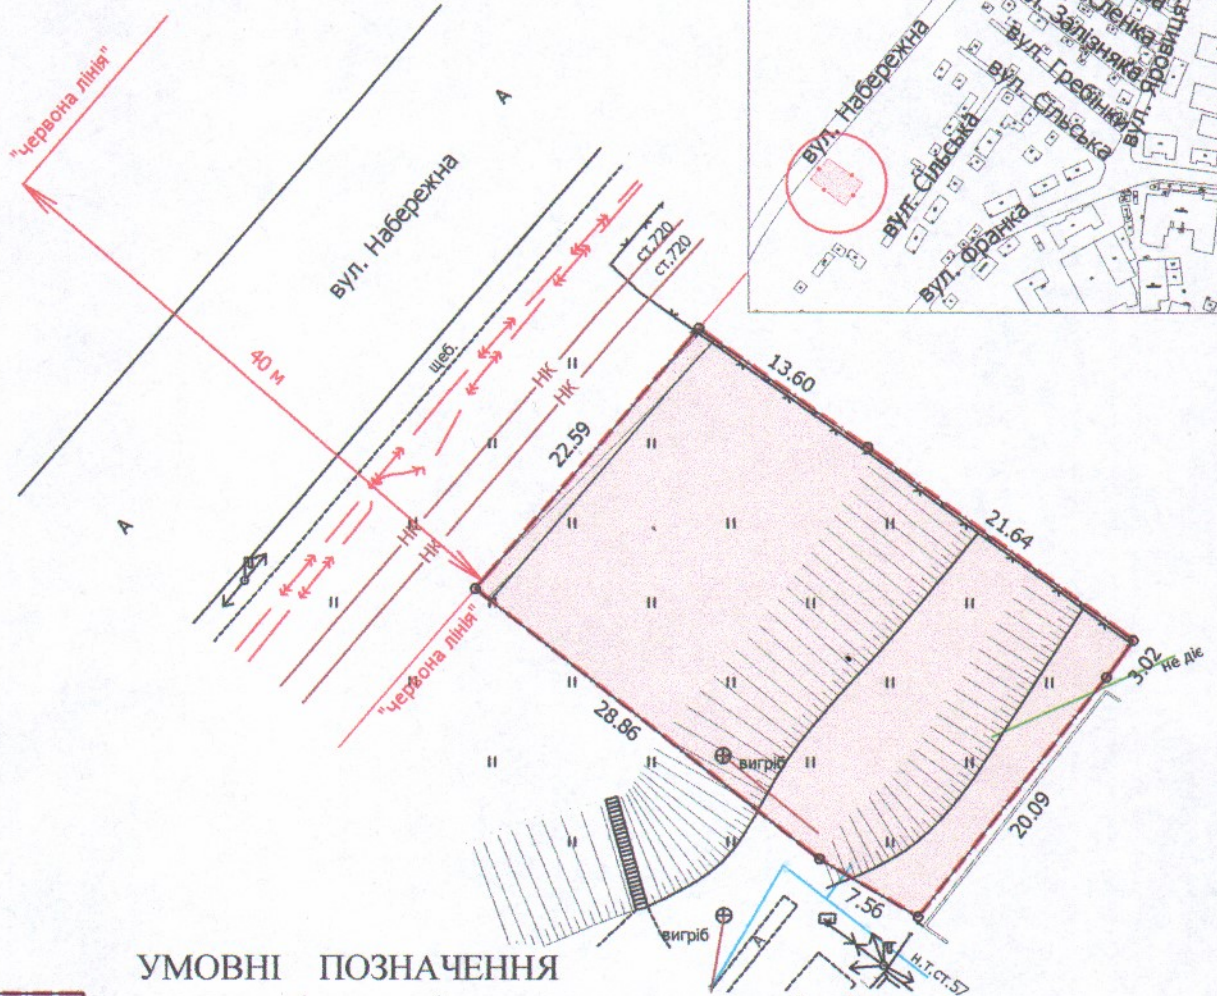 "червона лінія"
А
вул. Набережна
40 м
щеб.
А
ст.720
ст.720
НК
НК
НК
НК
22.59
13.60
21.64
3.02
не діє
20.09
7.56
28.86
"червона лінія"
вигріб
вигріб
А
н.т.ст.57
вул. Набережна
Залізняка
вул. Гребінки
вул. Сільська
вул. Яровиця
вул. Сільська
вул. Франка
УМОВНІ ПОЗНАЧЕННЯ